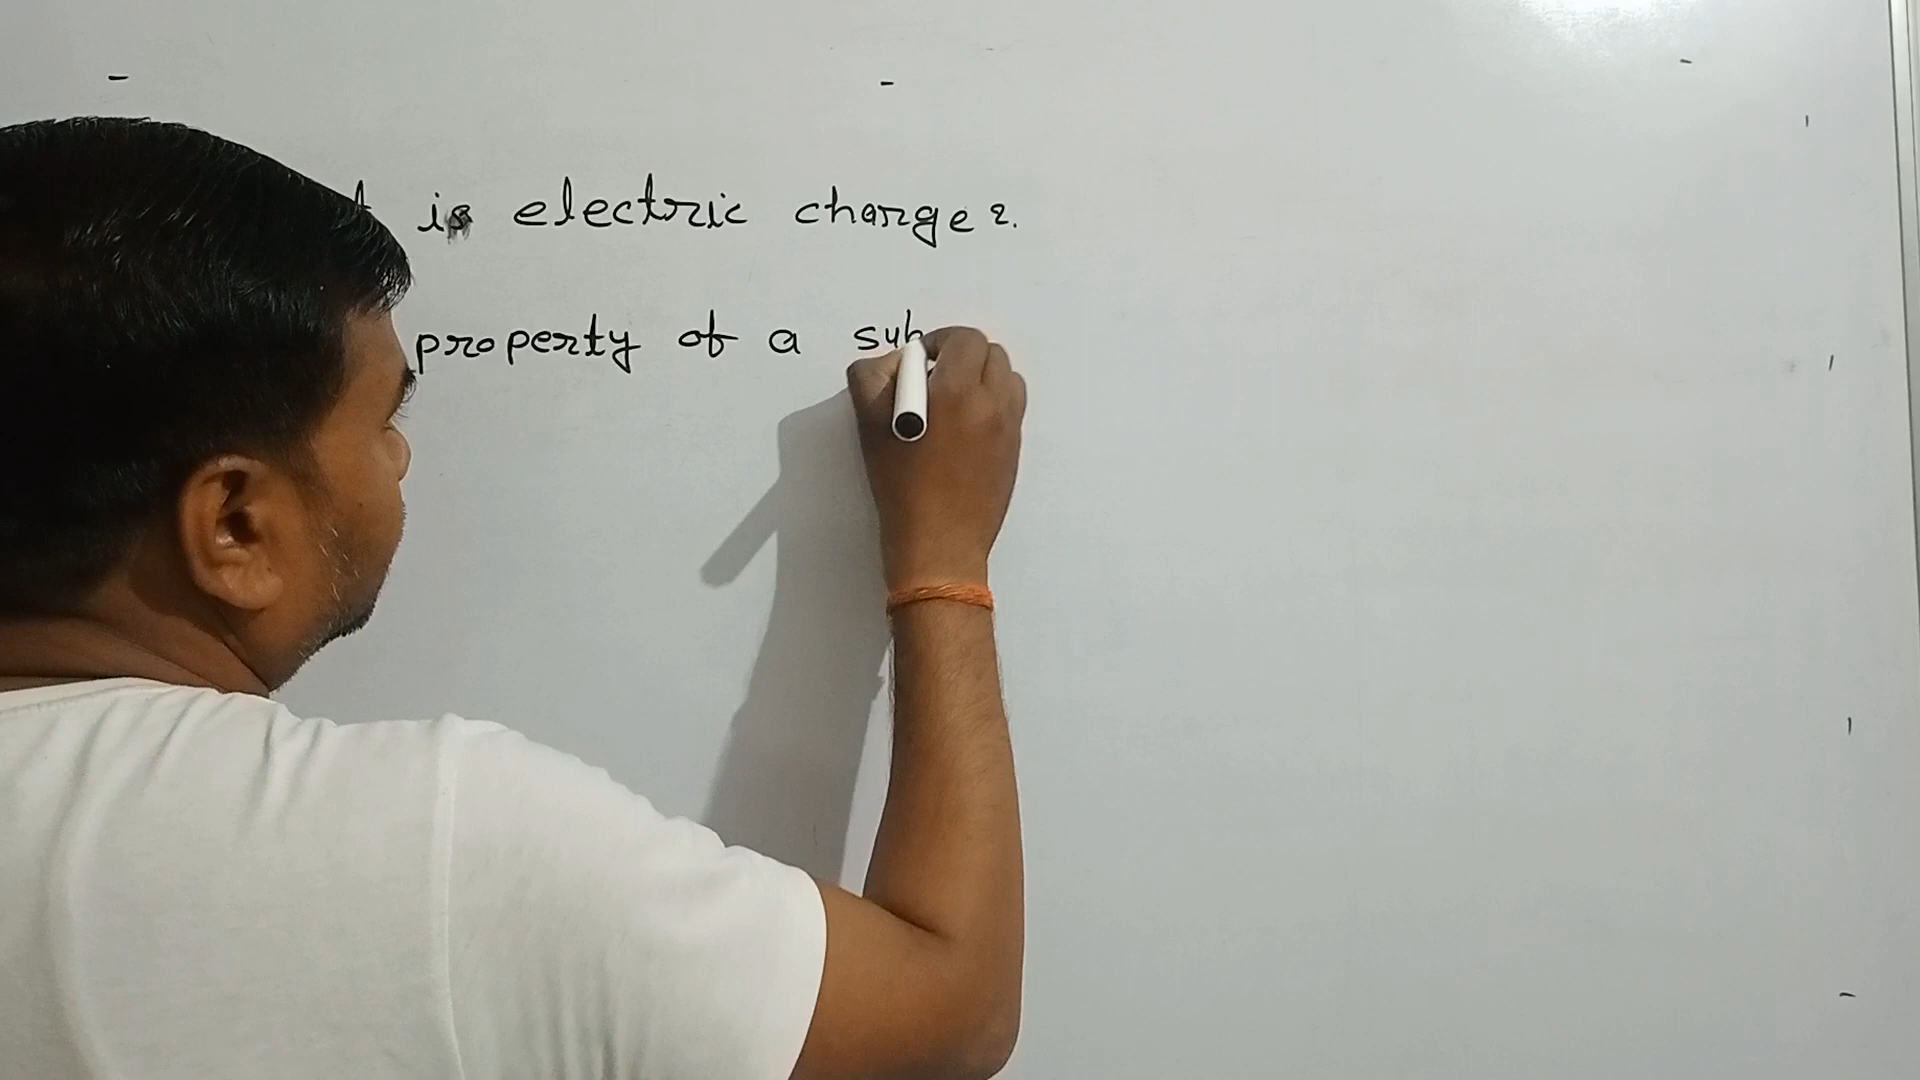 is electric charge?
property of a sub